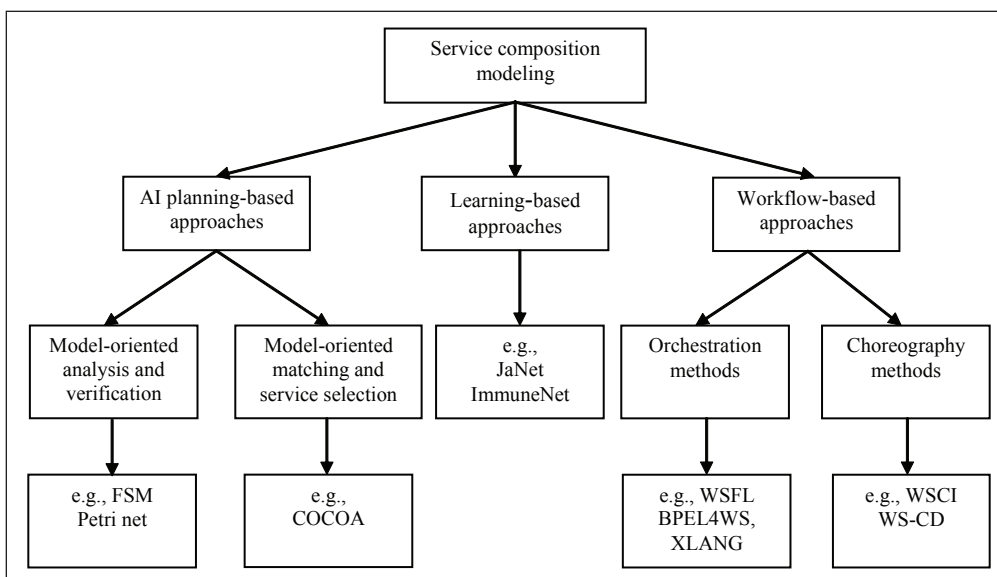 Service composition
modeling
AI planning-based
approaches
Learning-based
approaches
Workflow-based
approaches
Model-oriented
analysis and
verification
Model-oriented
matching and
service selection
e.g.,
JaNet
ImmuneNet
Orchestration
methods
Choreography
methods
e.g., FSM
Petri net
e.g.,
COCOA
e.g., WSFL
BPEL4WS,
XLANG
e.g., WSCI
WS-CD